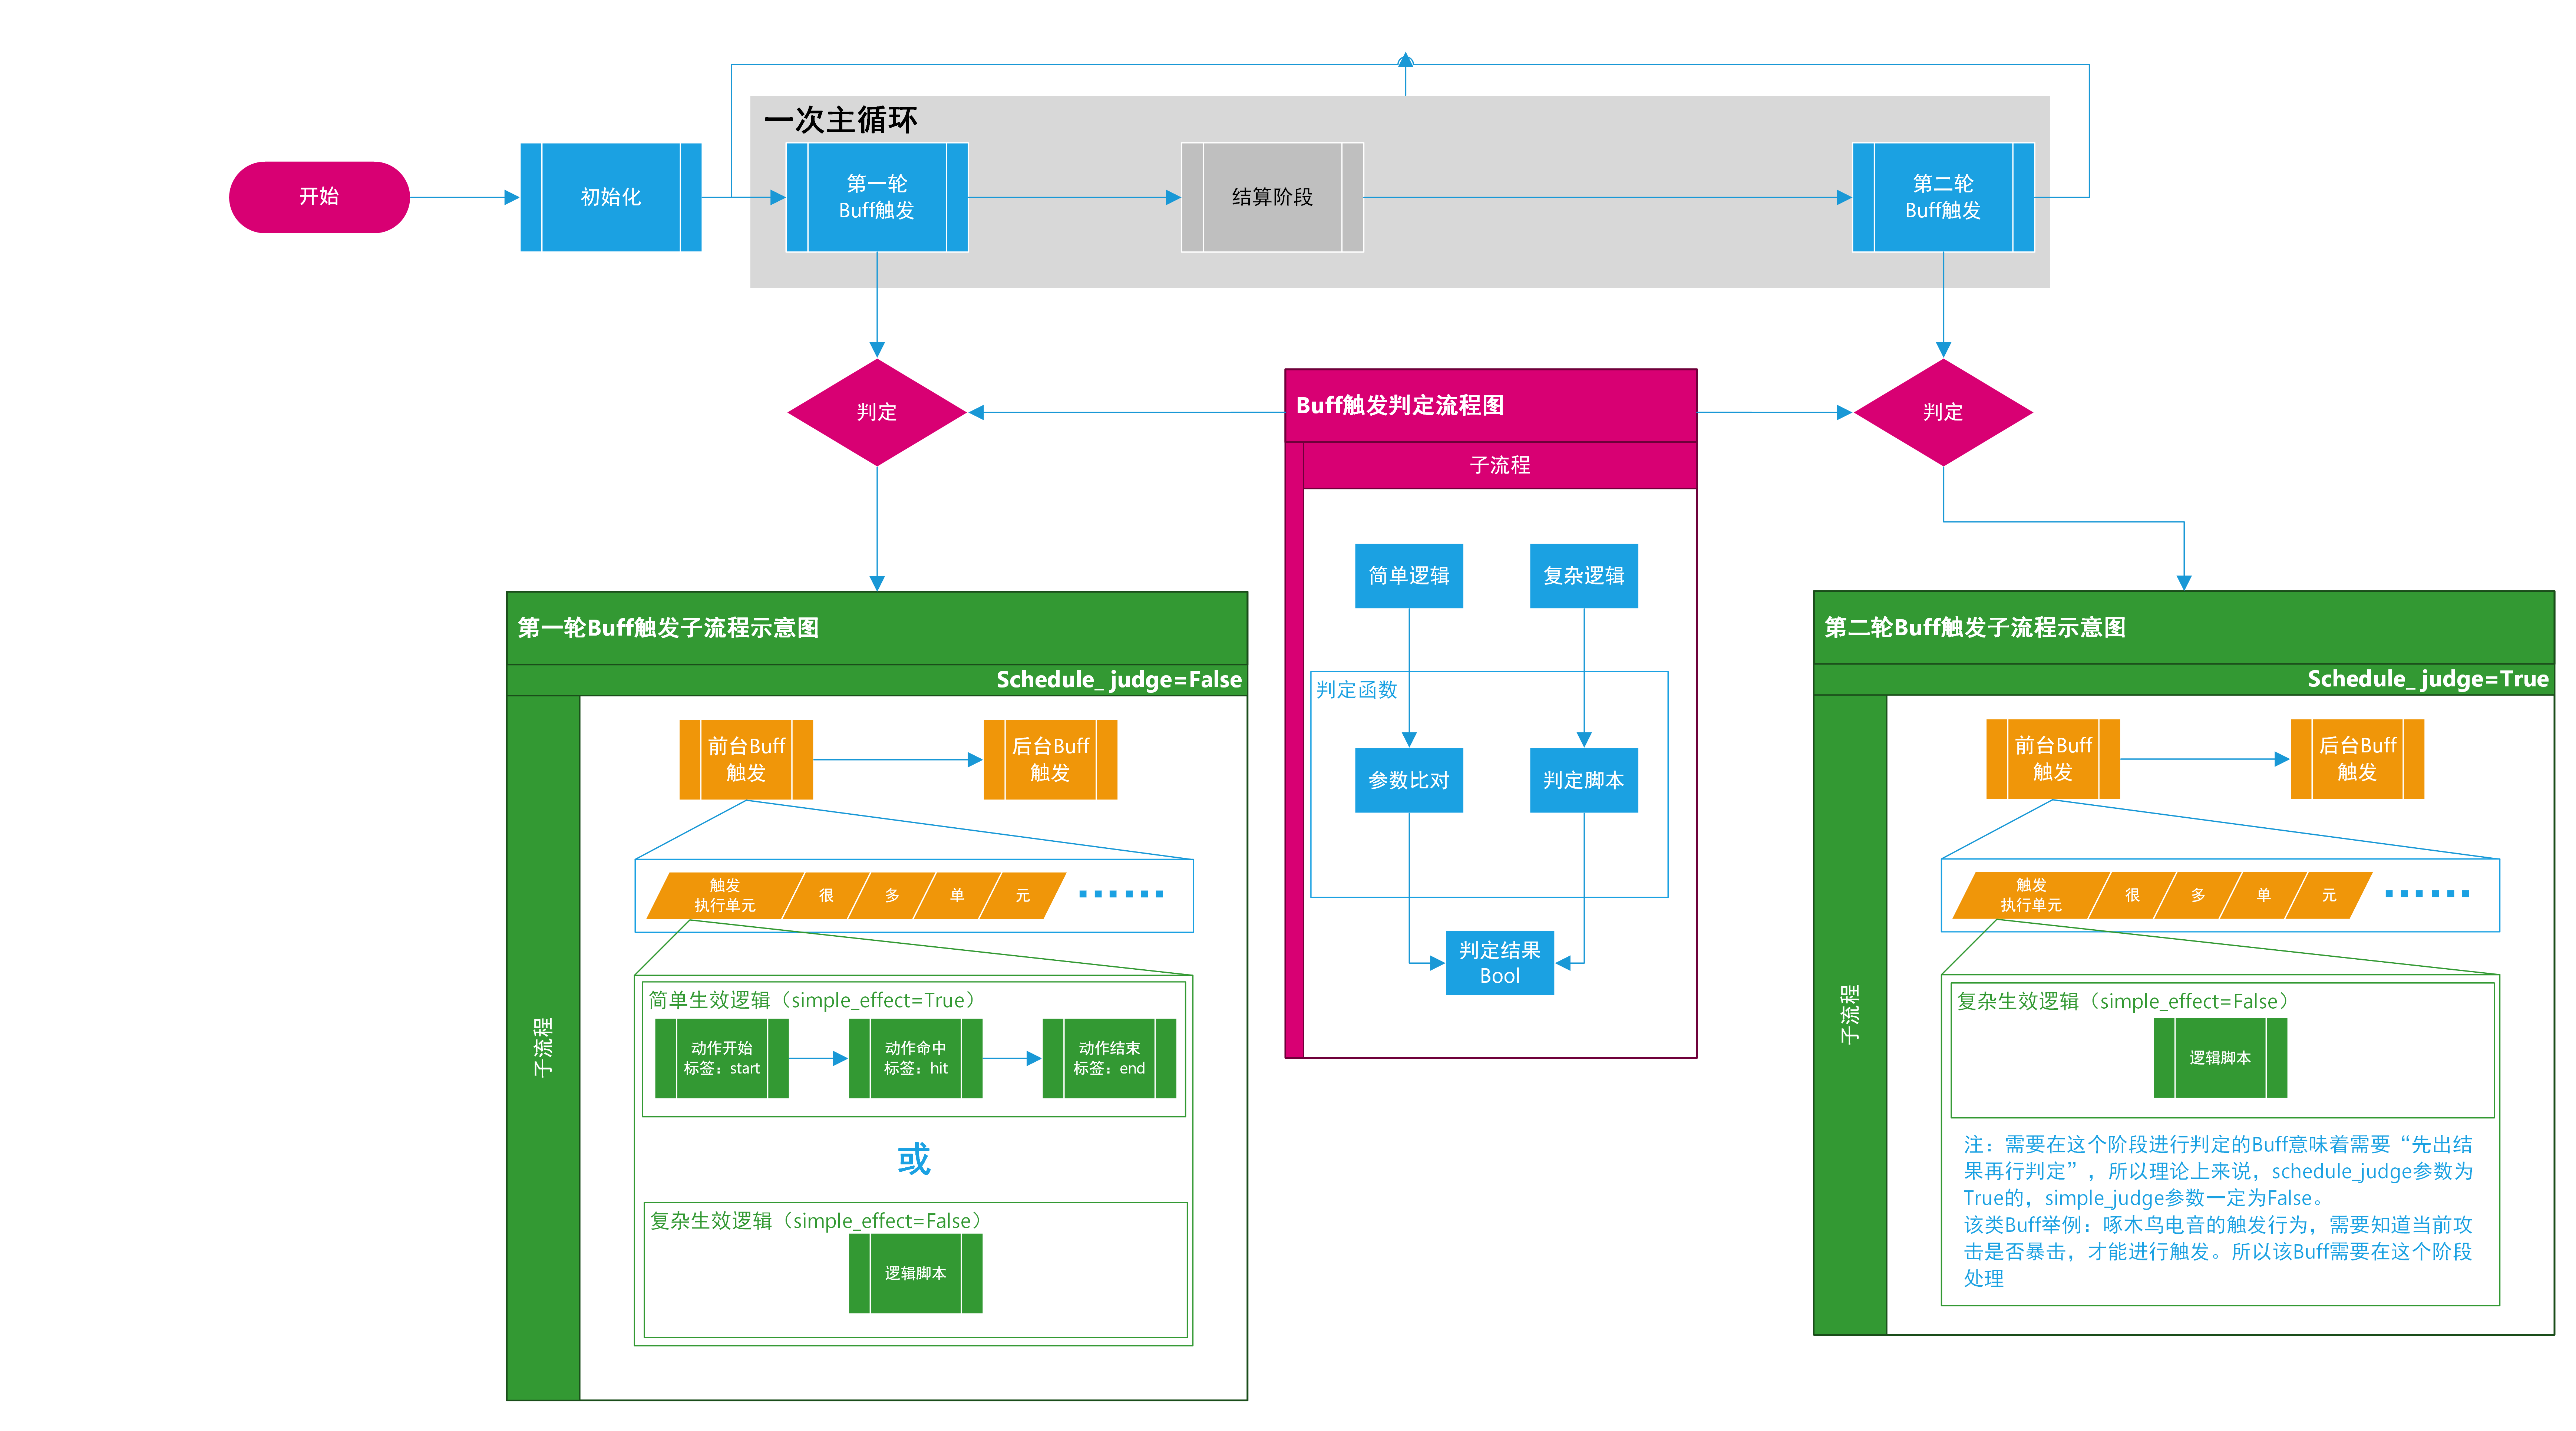 一次主循环
开始
初始化
第一轮
Buff触发
结算阶段
第二轮
Buff触发
判定
Buff触发判定流程图
判定
子流程
简单逻辑
复杂逻辑
判定函数
参数比对
判定脚本
判定结果
Bool
第一轮Buff触发子流程示意图
Schedule_ judge=False
子流程
前台Buff
触发
后台Buff
触发
触发
执行单元
很
多
单
元
简单生效逻辑（simple_effect=True）
动作开始
标签：start
动作命中
标签：hit
动作结束
标签：end
或
复杂生效逻辑（simple_effect=False）
逻辑脚本
第二轮Buff触发子流程示意图
Schedule_ judge=True
子流程
前台Buff
触发
后台Buff
触发
触发
执行单元
很
多
单
元
复杂生效逻辑（simple_effect=False）
逻辑脚本
注：需要在这个阶段进行判定的Buff意味着需要“先出结
果再行判定”，所以理论上来说，schedule_judge参数为
True的，simple_judge参数一定为False。
该类Buff举例：啄木鸟电音的触发行为，需要知道当前攻
击是否暴击，才能进行触发。所以该Buff需要在这个阶段
处理